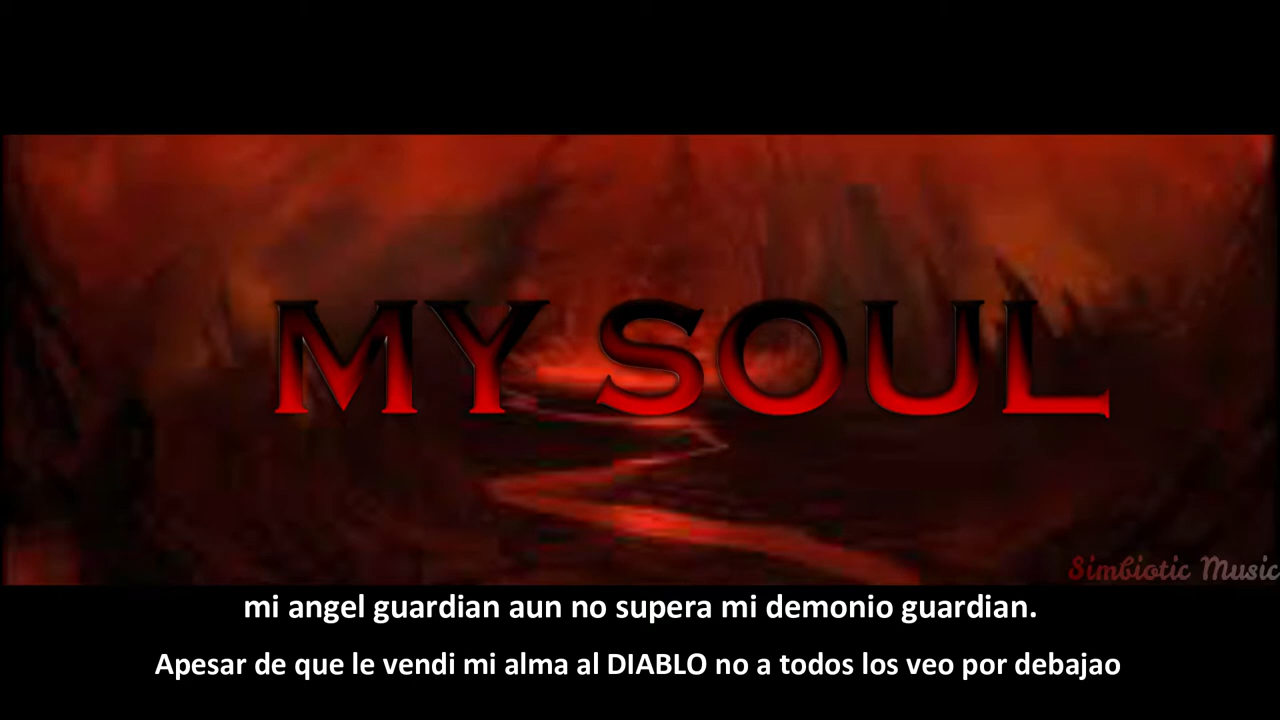 MY SOUL
Simbiotic Music
mi angel guardian aun no supera mi demonio guardian.
Apesar de que le vendi mi alma al DIABLO no a todos los veo por debajao